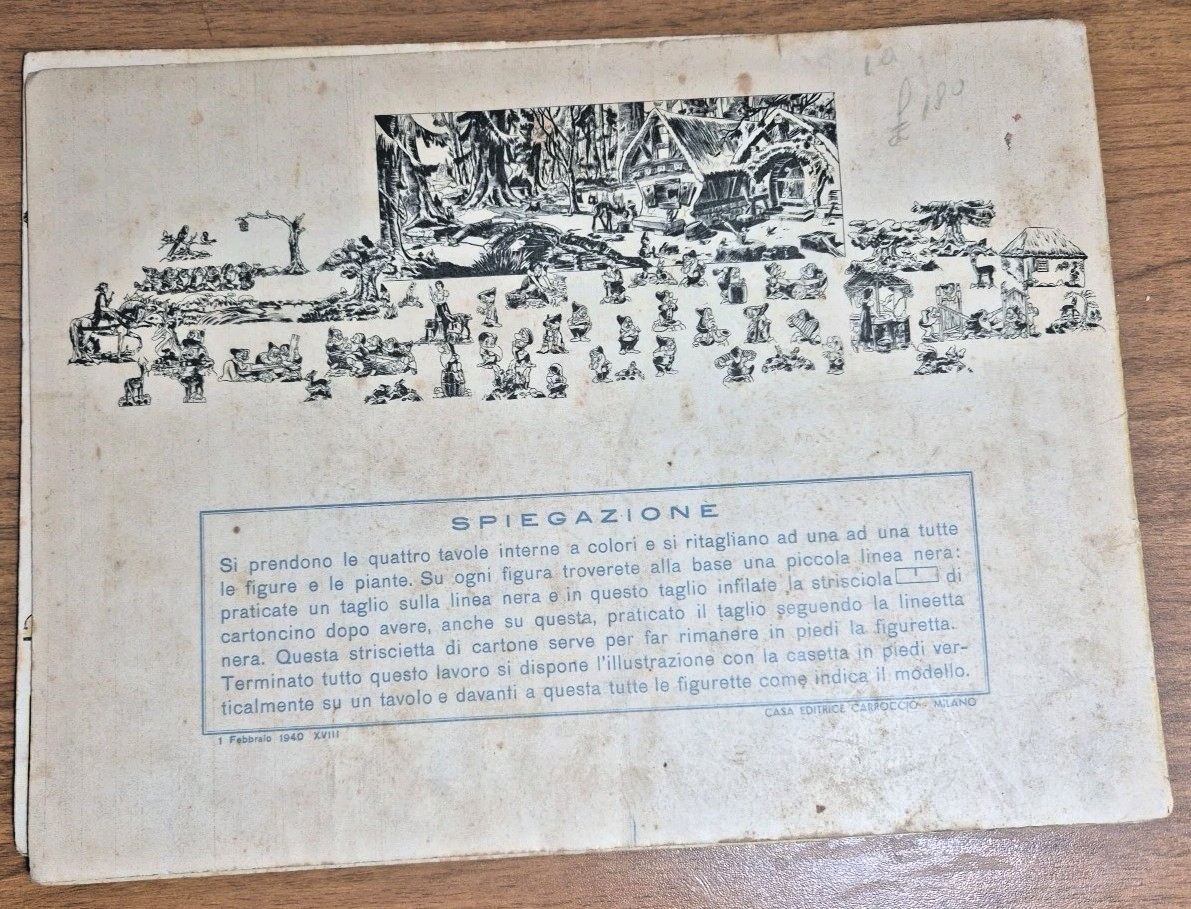 1a
£ 180
SPIEGAZIONE
Si prendono le quattro tavole interne a colori e si ritagliano ad una ad una tutte
le figure e le piante. Su ogni figura troverete alla base una piccola linea nera:
praticate un taglio sulla linea nera e in questo taglio infilate la strisciola di
cartoncino dopo avere, anche su questa, praticato il taglio seguendo la lineetta
nera. Questa striscietta di cartone serve per far rimanere in piedi la figuretta.
Terminato tutto questo lavoro si dispone l'illustrazione con la casetta in piedi ver-
ticalmente su un tavolo e davanti a questa tutte le figurette come indica il modello.
CASA EDITRICE CARROCCIO - MILANO
1 Febbraio 1940 XVIII